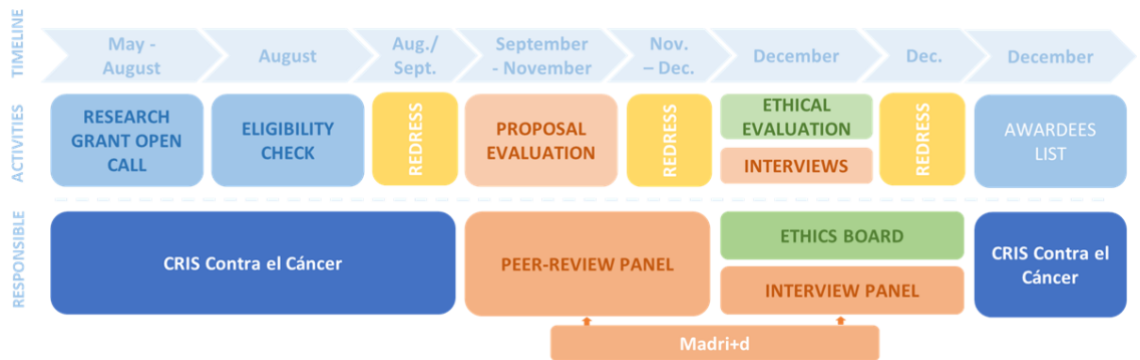 TIMELINE
May -
August
August
Aug./
Sept.
September
- November
Nov.
– Dec.
December
Dec.
December
ACTIVITIES
RESEARCH
GRANT OPEN
CALL
ELIGIBILITY
CHECK
REDRESS
PROPOSAL
EVALUATION
REDRESS
ETHICAL
EVALUATION
INTERVIEWS
REDRESS
AWARDEES
LIST
RESPONSIBLE
CRIS Contra el Cáncer
PEER-REVIEW PANEL
ETHICS BOARD
INTERVIEW PANEL
CRIS Contra el
Cáncer
Madri+d